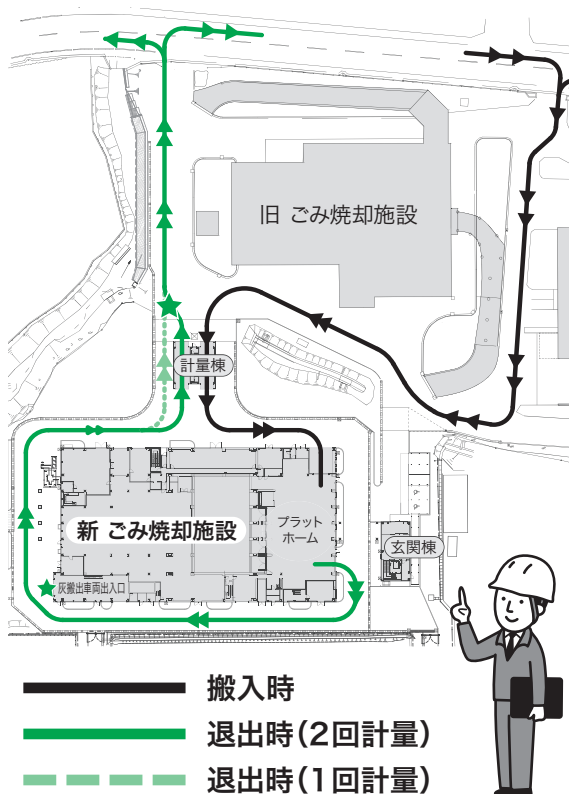 旧 ごみ焼却施設
計量棟
新 ごみ焼却施設
プラット
ホーム
玄関棟
灰搬出車両出入口
搬入時
退出時(2回計量)
退出時(1回計量)